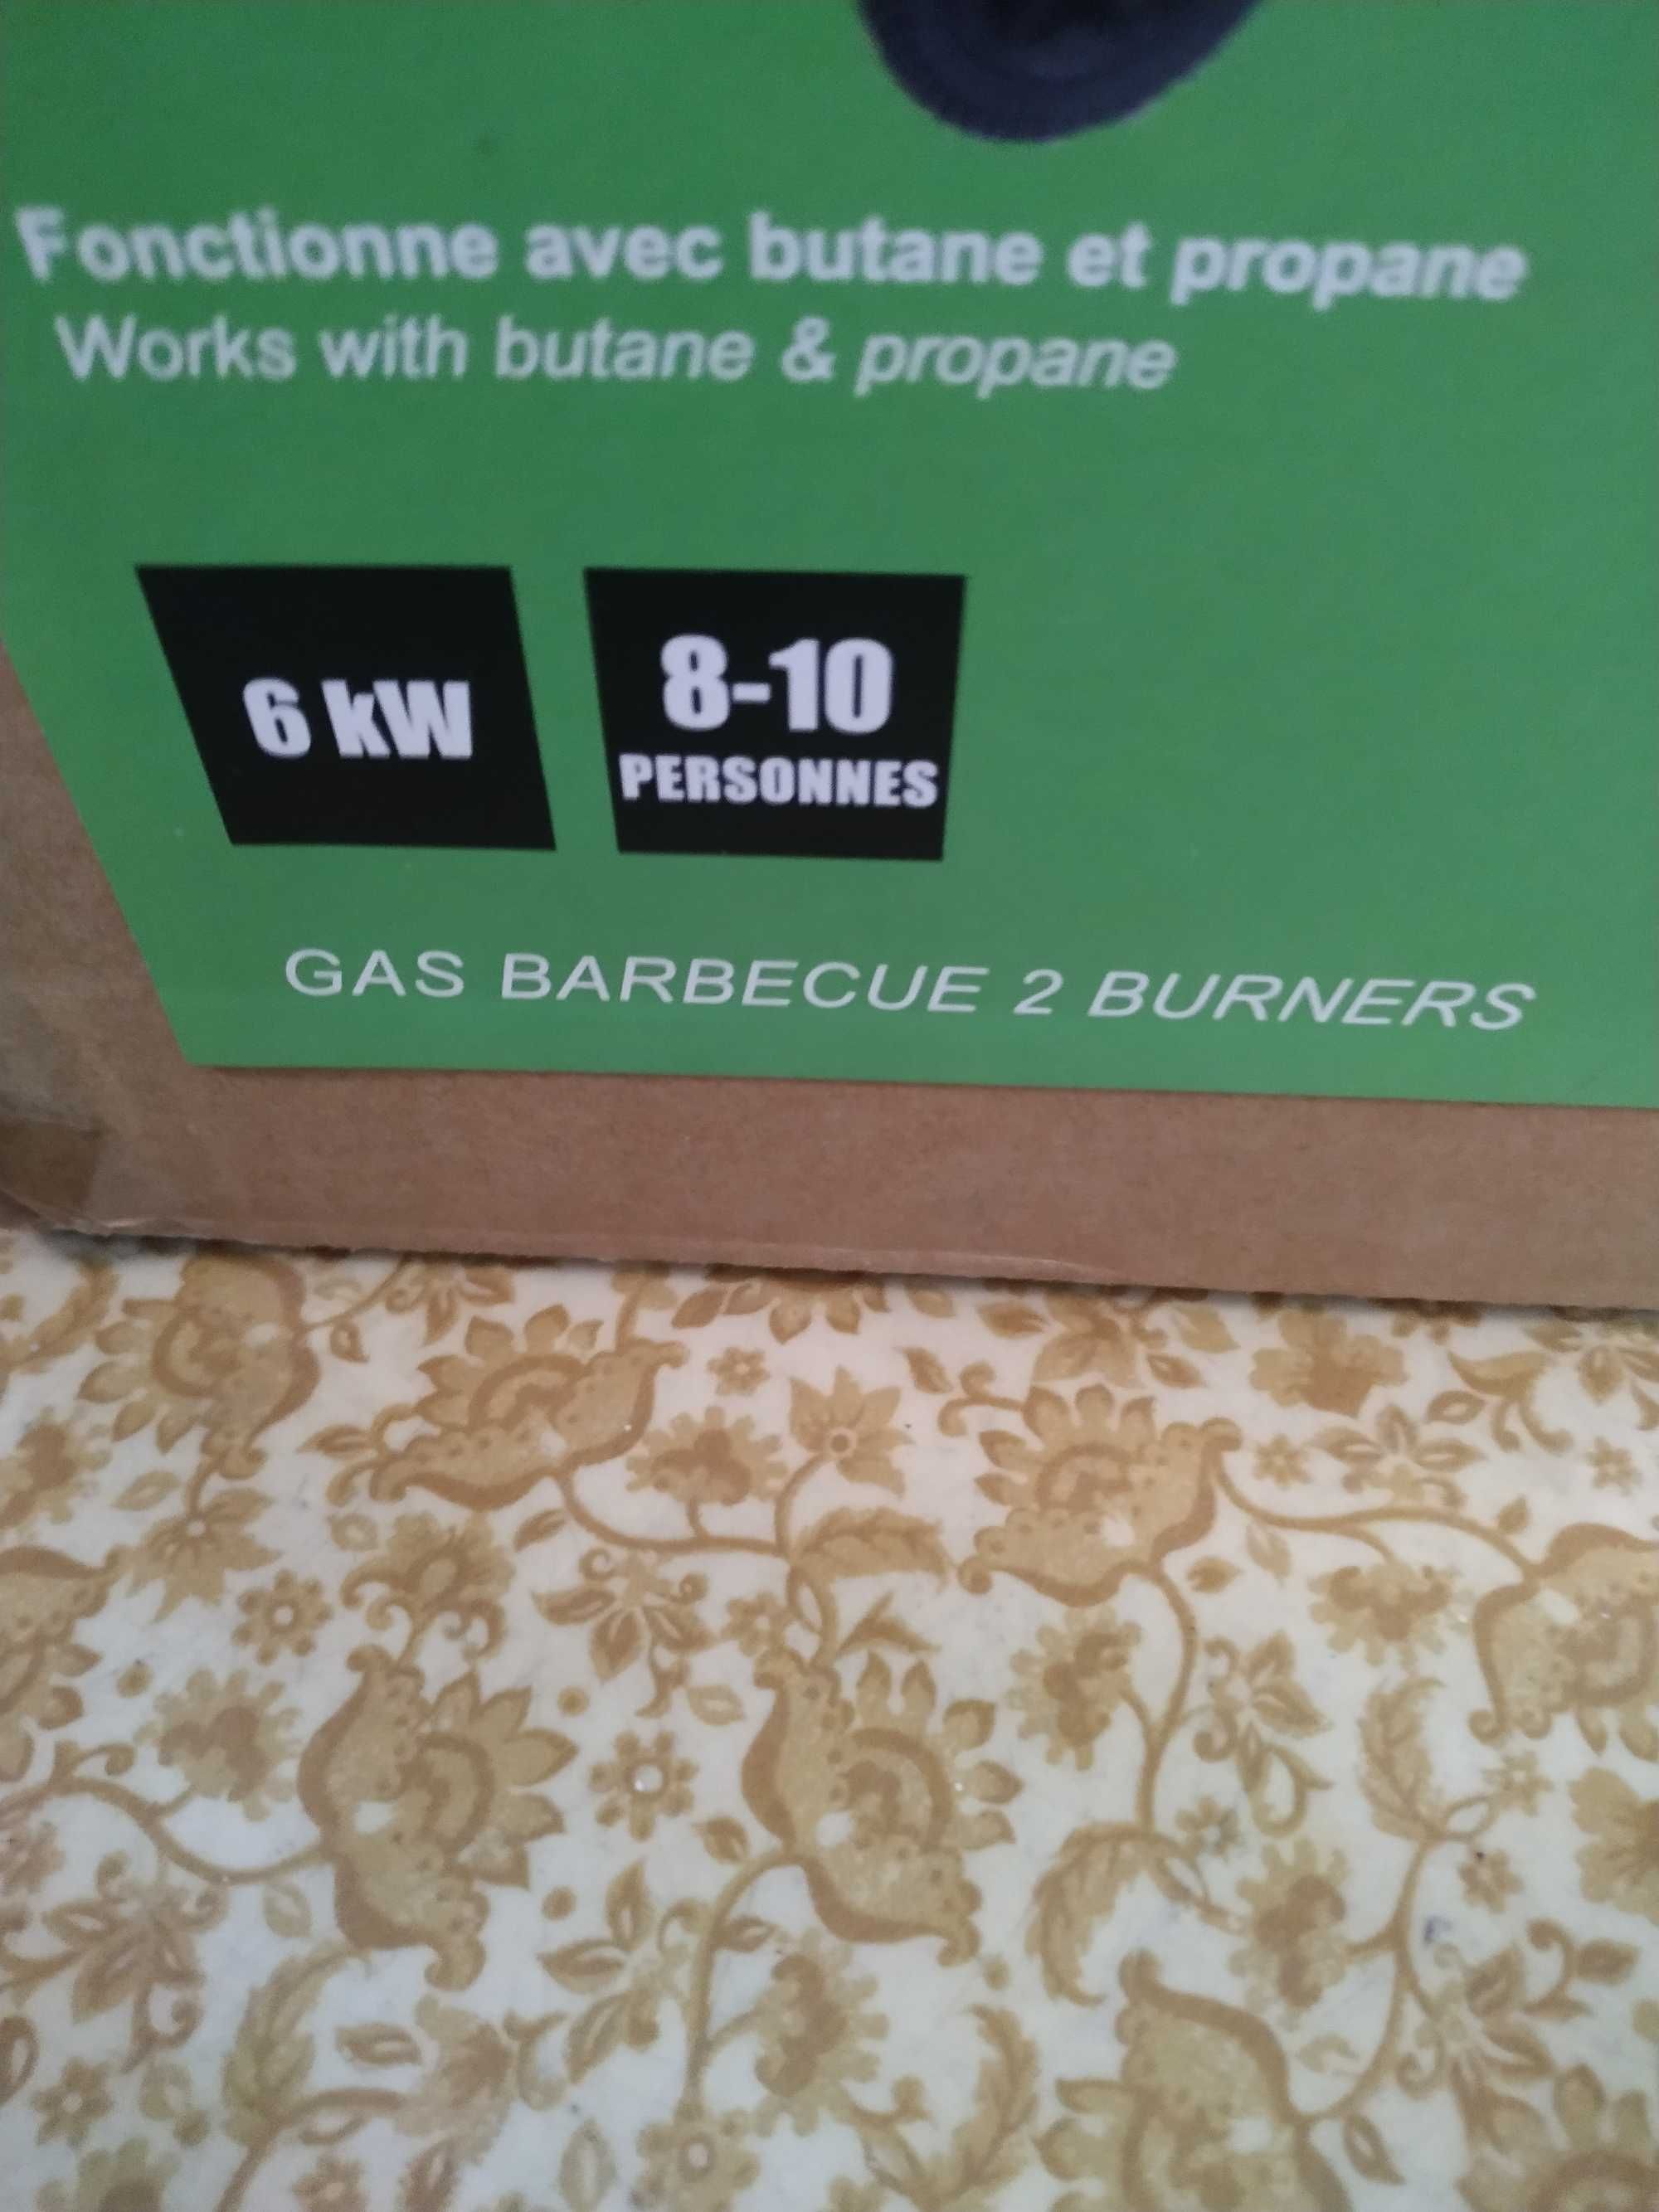 Fonctionne avec butane et propane
Works with butane & propane
6 kW
8-10
PERSONNES
GAS BARBECUE 2 BURNERS